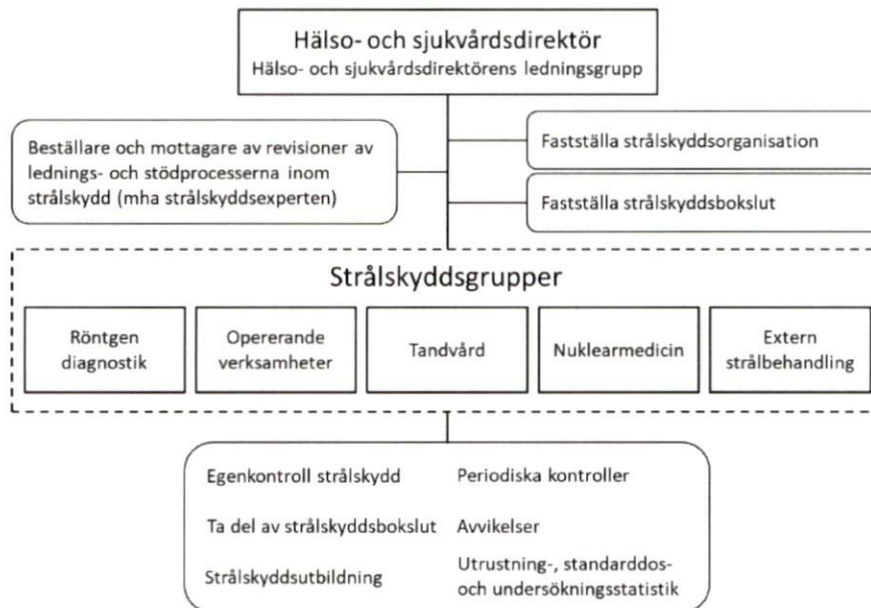 Hälso- och sjukvårdsdirektör
Hälso- och sjukvårdsdirektörens ledningsgrupp
Beställare och mottagare av revisioner av
lednings- och stödprocesserna inom
strålskydd (mha strålskyddsexperten)
Fastställa strålskyddsorganisation
Fastställa strålskyddsbokslut
Strålskyddsgrupper
Röntgen
diagnostik
Opererande
verksamheter
Tandvård
Nuklearmedicin
Extern
strålbehandling
Egenkontroll strålskydd
Periodiska kontroller
Ta del av strålskyddsbokslut
Avvikelser
Strålskyddsutbildning
Utrustning-, standarddos-
och undersökningsstatistik